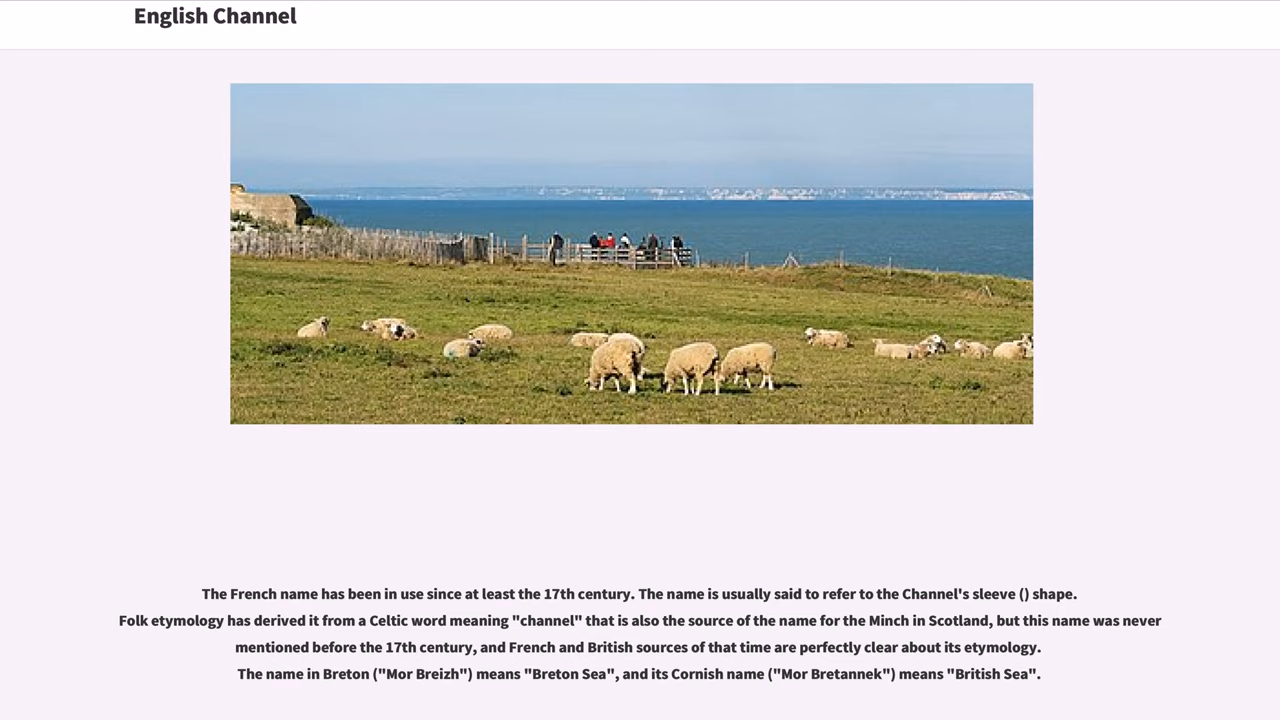 English Channel
The French name has been in use since at least the 17th century. The name is usually said to refer to the Channel's sleeve () shape.
Folk etymology has derived it from a Celtic word meaning "channel" that is also the source of the name for the Minch in Scotland, but this name was never
mentioned before the 17th century, and French and British sources of that time are perfectly clear about its etymology.
The name in Breton ("Mor Breizh") means "Breton Sea", and its Cornish name ("Mor Bretannek") means "British Sea".